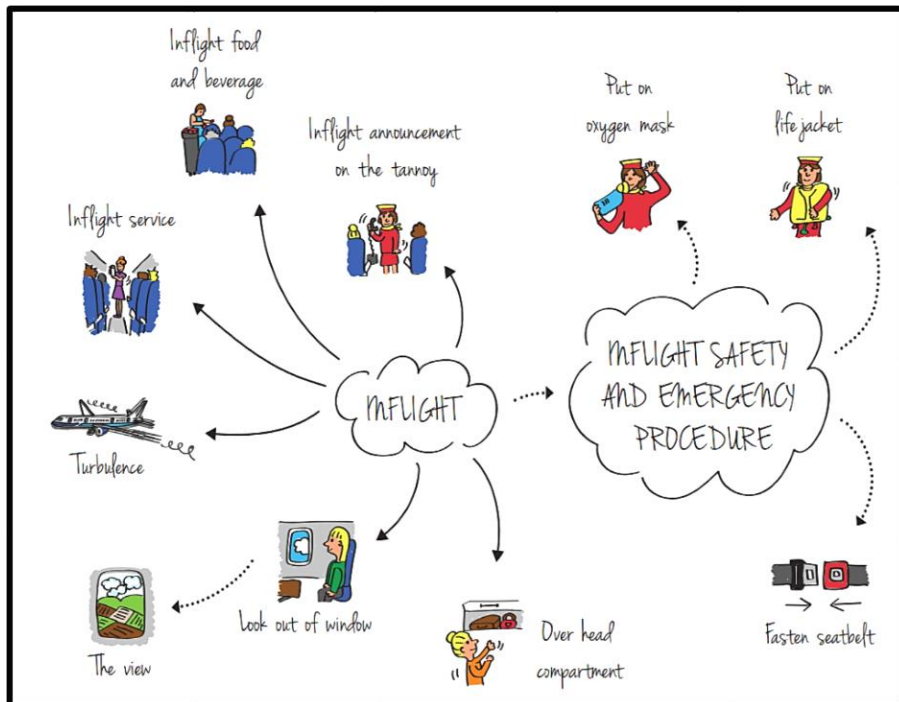 Inflight food
and beverage
Inflight announcement
on the tannoy
Put on
oxygen mask
Put on
life jacket
Inflight service
INFLIGHT SAFETY
AND EMERGENCY
PROCEDURE
INFLIGHT
Turbulence
Look out of window
The view
Over head
compartment
Fasten seatbelt